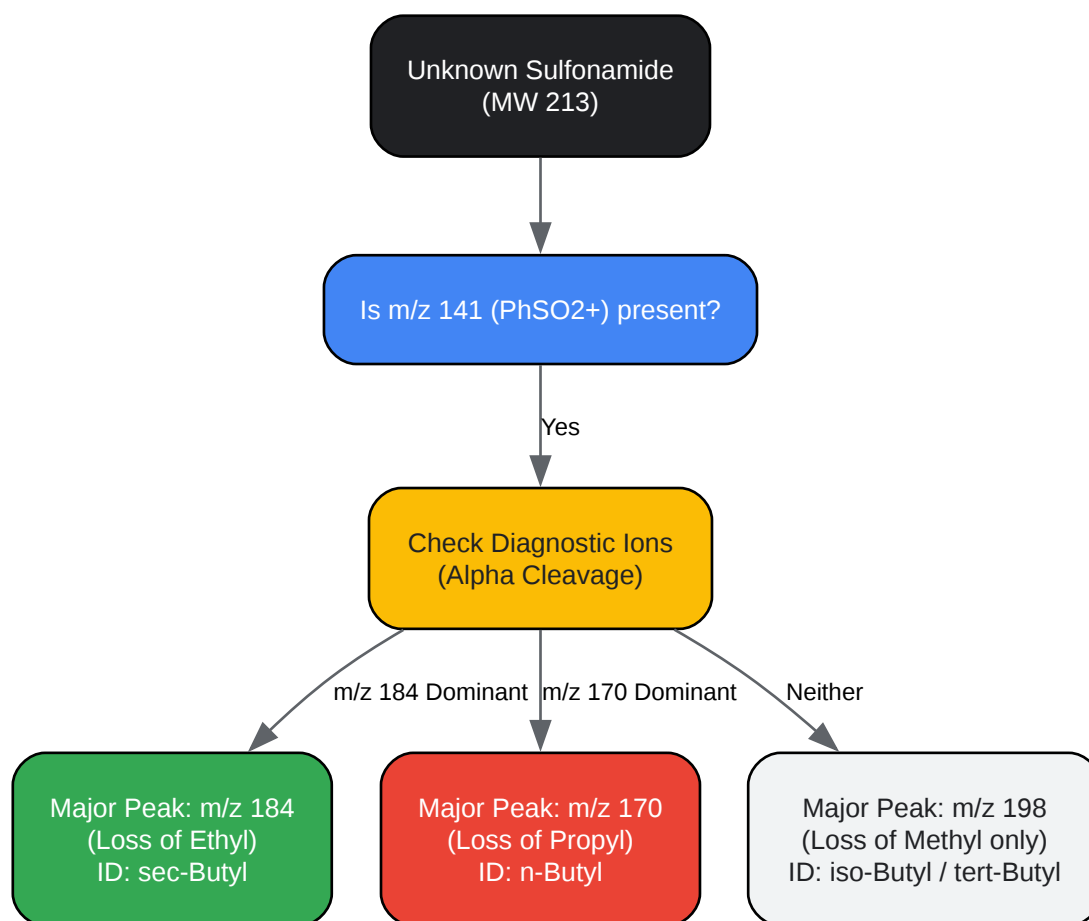 Unknown Sulfonamide
(MW 213)
Is m/z 141 (PhSO2+) present?
Yes
Check Diagnostic Ions
(Alpha Cleavage)
m/z 184 Dominant
m/z 170 Dominant
Neither
Major Peak: m/z 184
(Loss of Ethyl)
ID: sec-Butyl
Major Peak: m/z 170
(Loss of Propyl)
ID: n-Butyl
Major Peak: m/z 198
(Loss of Methyl only)
ID: iso-Butyl / tert-Butyl